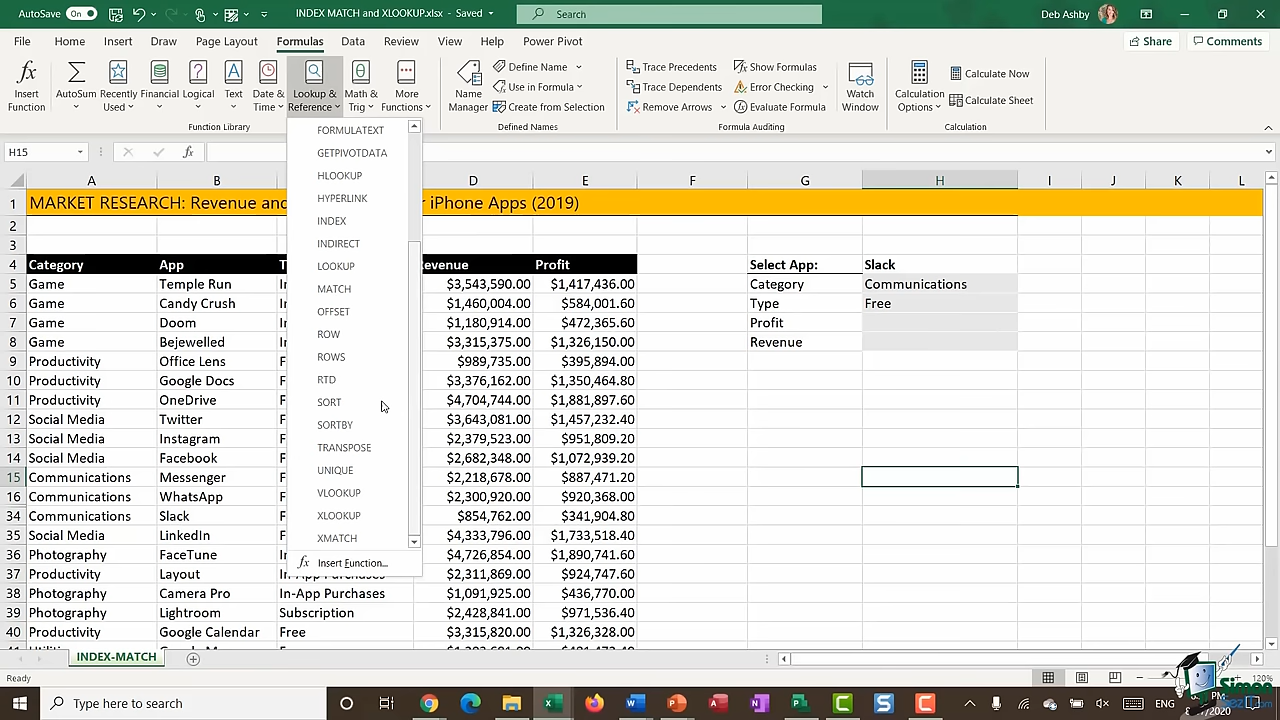 AutoSave On INDEX MATCH and XLOOKUP.xlsx - Saved Search Deb Ashby
File Home Insert Draw Page Layout Formulas Data Review View Help Power Pivot Share Comments
Insert Function AutoSum Recently Used Financial Logical Text Date & Time Lookup & Reference Math & Trig More Functions
Name Manager Define Name Use in Formula Create from Selection
Trace Precedents Trace Dependents Remove Arrows Show Formulas Error Checking Evaluate Formula Watch Window
Calculation Options Calculate Now Calculate Sheet
Function Library Defined Names Formula Auditing Calculation
H15 fx
FORMULATEXT
GETPIVOTDATA
HLOOKUP
HYPERLINK
INDEX
INDIRECT
LOOKUP
MATCH
OFFSET
ROW
ROWS
RTD
SORT
SORTBY
TRANSPOSE
UNIQUE
VLOOKUP
XLOOKUP
XMATCH
fx Insert Function...
A B D E F G H I J K L
1 MARKET RESEARCH: Revenue and iPhone Apps (2019)
2
3
4 Category App evenue Profit Select App: Slack
5 Game Temple Run $3,543,590.00 $1,417,436.00 Category Communications
6 Game Candy Crush $1,460,004.00 $584,001.60 Type Free
7 Game Doom $1,180,914.00 $472,365.60 Profit
8 Game Bejewelled $3,315,375.00 $1,326,150.00 Revenue
9 Productivity Office Lens $989,735.00 $395,894.00
10 Productivity Google Docs $3,376,162.00 $1,350,464.80
11 Productivity OneDrive $4,704,744.00 $1,881,897.60
12 Social Media Twitter $3,643,081.00 $1,457,232.40
13 Social Media Instagram $2,379,523.00 $951,809.20
14 Social Media Facebook $2,682,348.00 $1,072,939.20
15 Communications Messenger $2,218,678.00 $887,471.20
16 Communications WhatsApp $2,300,920.00 $920,368.00
34 Communications Slack $854,762.00 $341,904.80
35 Social Media LinkedIn $4,333,796.00 $1,733,518.40
36 Photography FaceTune $4,726,854.00 $1,890,741.60
37 Productivity Layout In-App Purchases $2,311,869.00 $924,747.60
38 Photography Camera Pro In-App Purchases $1,091,925.00 $436,770.00
39 Photography Lightroom Subscription $2,428,841.00 $971,536.40
40 Productivity Google Calendar Free $3,315,820.00 $1,326,328.00
INDEX-MATCH
Ready 120%
Type here to search